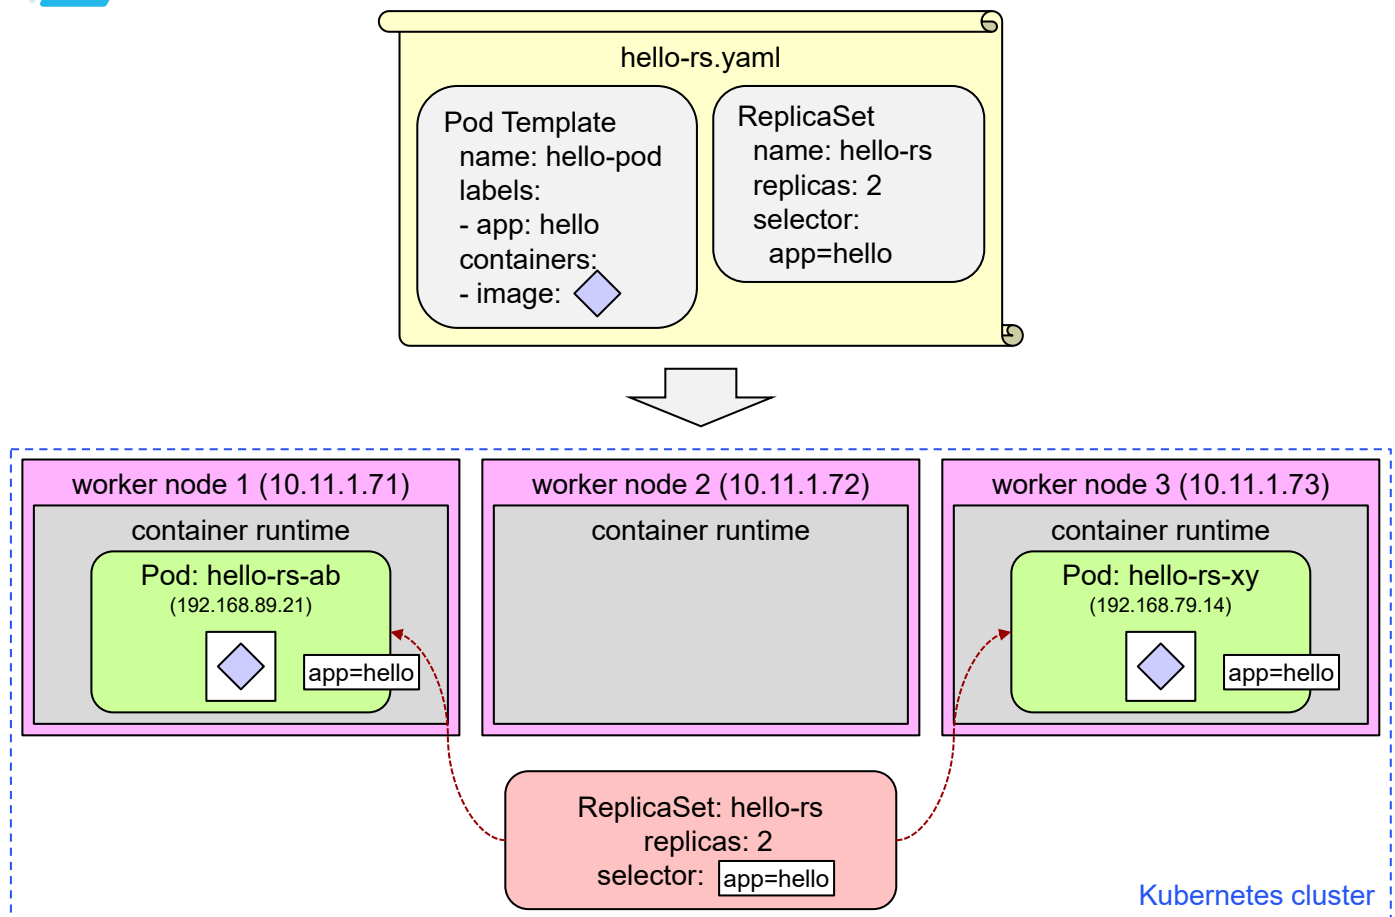 hello-rs.yaml
Pod Template
name: hello-pod
labels:
- app: hello
containers:
- image:
ReplicaSet
name: hello-rs
replicas: 2
selector:
app=hello
worker node 1 (10.11.1.71)
container runtime
Pod: hello-rs-ab
(192.168.89.21)
app=hello
worker node 2 (10.11.1.72)
container runtime
worker node 3 (10.11.1.73)
container runtime
Pod: hello-rs-xy
(192.168.79.14)
app=hello
ReplicaSet: hello-rs
replicas: 2
selector: app=hello
Kubernetes cluster